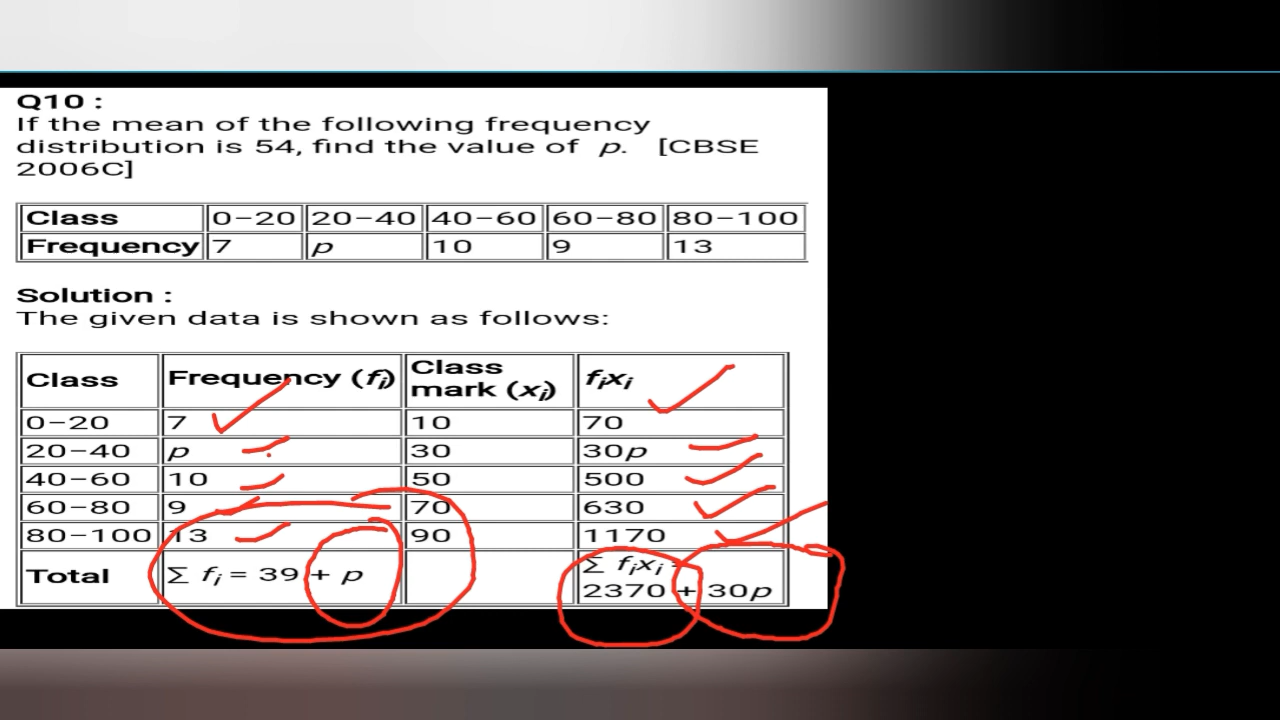 Q10 :
If the mean of the following frequency
distribution is 54, find the value of p. [CBSE
2006C]
Class 0−20 20−40 40−60 60−80 80−100
Frequency 7 p 10 9 13
Solution :
The given data is shown as follows:
Class Frequency (fi) Class mark (xi) fixi
0−20 7 10 70
20−40 p 30 30p
40−60 10 50 500
60−80 9 70 630
80−100 13 90 1170
Total ∑ fi = 39 + p ∑ fixi =
2370 + 30p